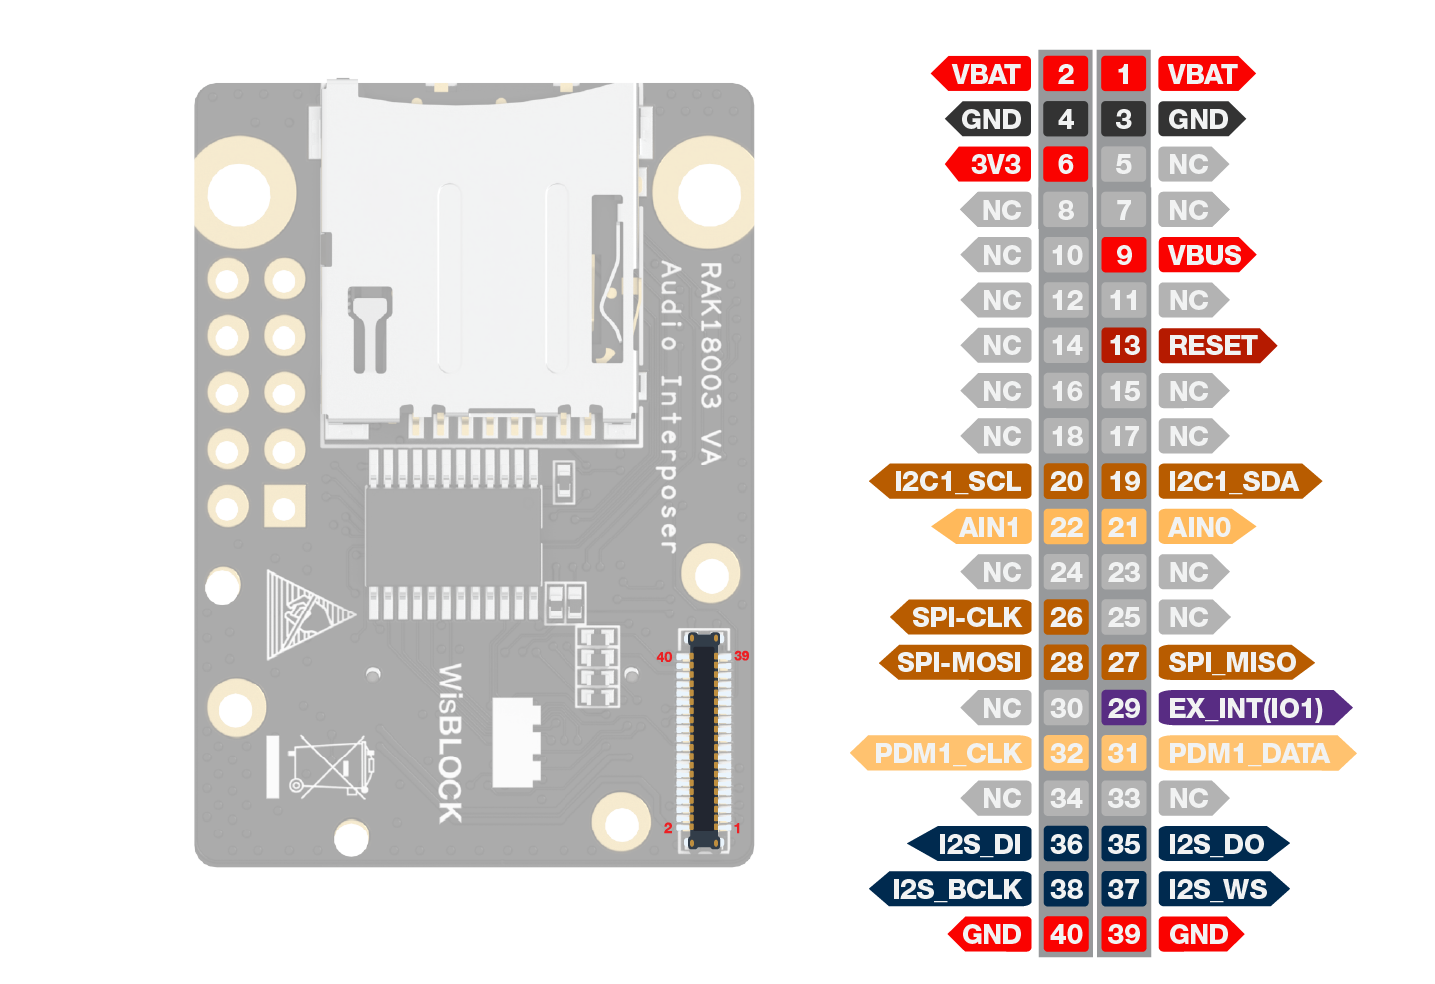 RAK18003 VA
Audio Interposer
WisBLOCK
40 39
2 1
VBAT 2 1 VBAT
GND 4 3 GND
3V3 6 5 NC
NC 8 7 NC
NC 10 9 VBUS
NC 12 11 NC
NC 14 13 RESET
NC 16 15 NC
NC 18 17 NC
I2C1_SCL 20 19 I2C1_SDA
AIN1 22 21 AIN0
NC 24 23 NC
SPI-CLK 26 25 NC
SPI-MOSI 28 27 SPI_MISO
NC 30 29 EX_INT(IO1)
PDM1_CLK 32 31 PDM1_DATA
NC 34 33 NC
I2S_DI 36 35 I2S_DO
I2S_BCLK 38 37 I2S_WS
GND 40 39 GND